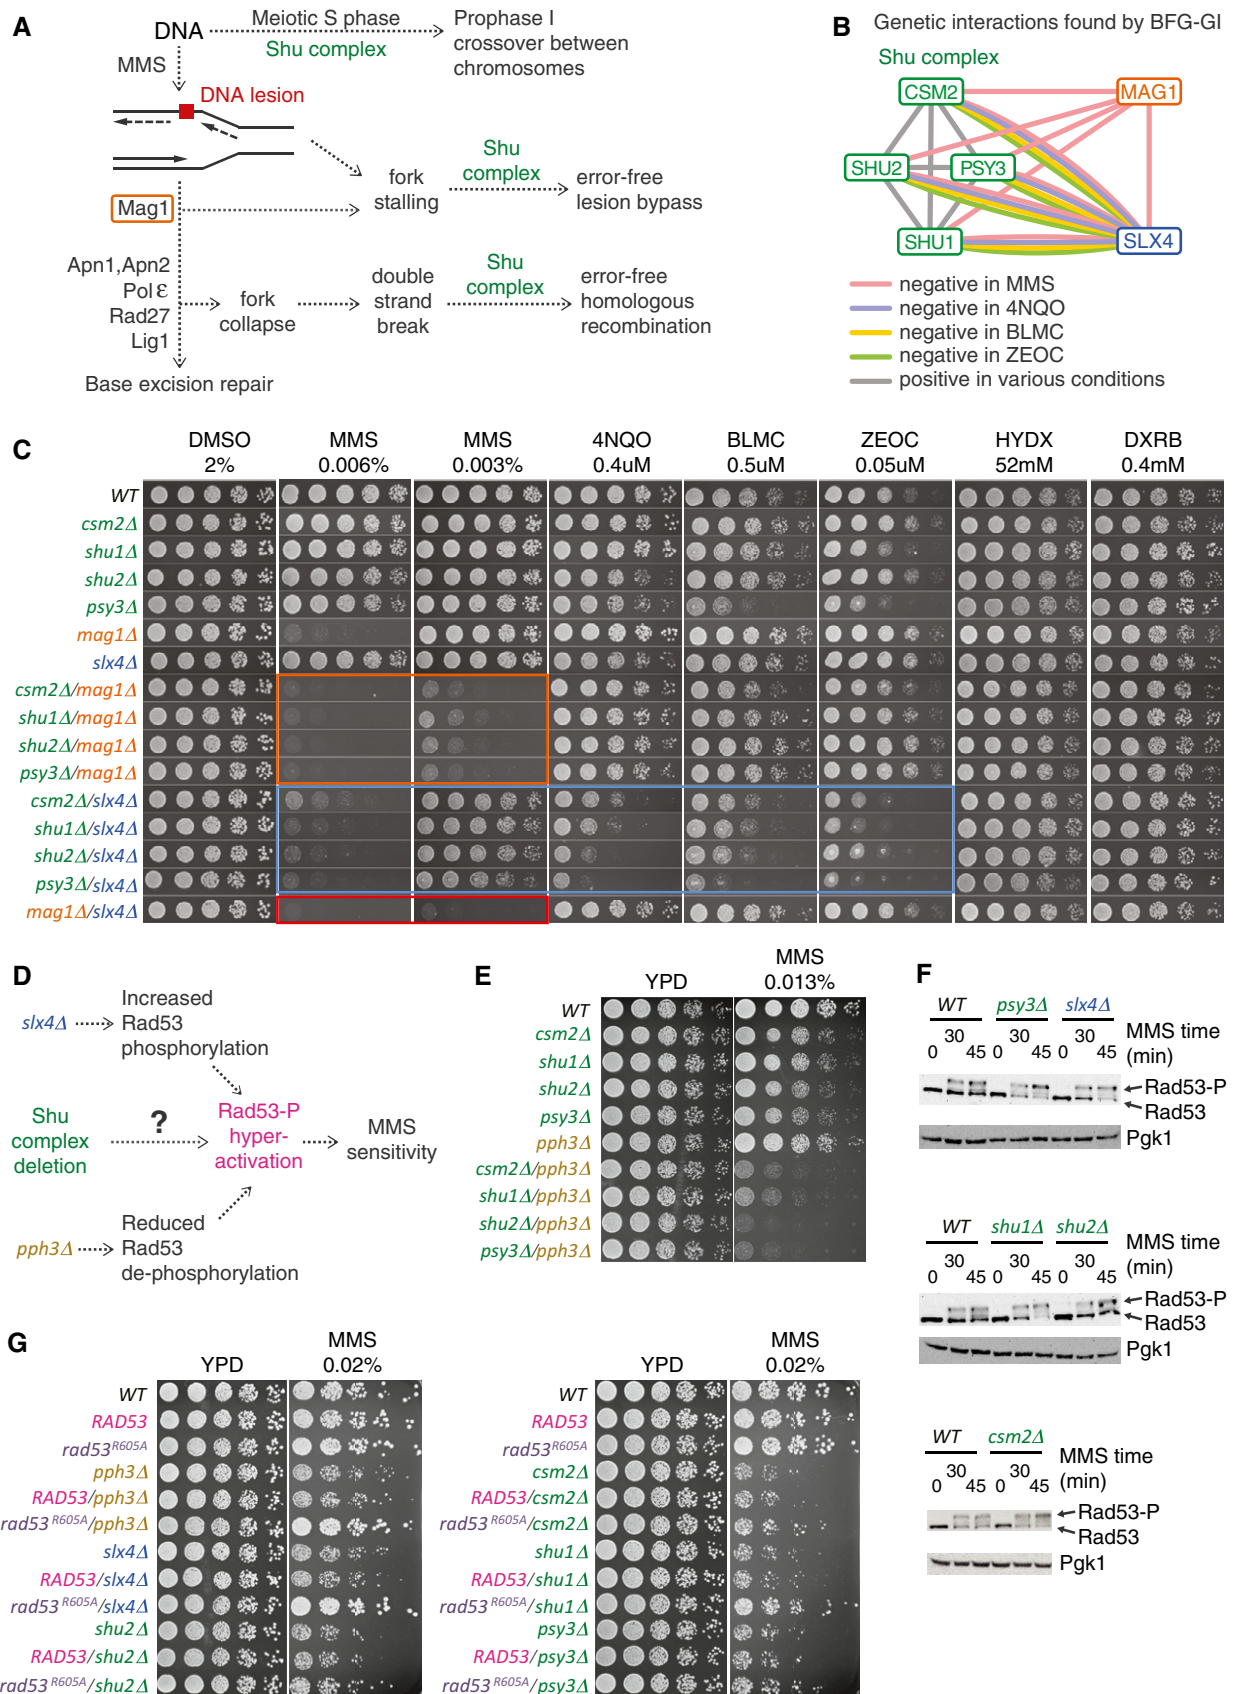 A
DNA
Meiotic S phase
Shu complex
Prophase I
crossover between
chromosomes
MMS
DNA lesion
Mag1
fork
stalling
Shu
complex
error-free
lesion bypass
Apn1,Apn2
Pol ε
Rad27
Lig1
fork
collapse
double
strand
break
Shu
complex
error-free
homologous
recombination
Base excision repair
B
Genetic interactions found by BFG-GI
Shu complex
CSM2
MAG1
SHU2
PSY3
SHU1
SLX4
negative in MMS
negative in 4NQO
negative in BLMC
negative in ZEOC
positive in various conditions
C
DMSO
2%
MMS
0.006%
MMS
0.003%
4NQO
0.4uM
BLMC
0.5uM
ZEOC
0.05uM
HYDX
52mM
DXRB
0.4mM
WT
csm2Δ
shu1Δ
shu2Δ
psy3Δ
mag1Δ
slx4Δ
csm2Δ/mag1Δ
shu1Δ/mag1Δ
shu2Δ/mag1Δ
psy3Δ/mag1Δ
csm2Δ/slx4Δ
shu1Δ/slx4Δ
shu2Δ/slx4Δ
psy3Δ/slx4Δ
mag1Δ/slx4Δ
D
slx4Δ
Increased
Rad53
phosphorylation
Shu
complex
deletion
?
Rad53-P
hyper-
activation
MMS
sensitivity
pph3Δ
Reduced
Rad53
de-phosphorylation
E
YPD
MMS
0.013%
WT
csm2Δ
shu1Δ
shu2Δ
psy3Δ
pph3Δ
csm2Δ/pph3Δ
shu1Δ/pph3Δ
shu2Δ/pph3Δ
psy3Δ/pph3Δ
F
WT psy3Δ slx4Δ
0 30 45 0 30 45 0 30 45
MMS time
(min)
Rad53-P
Rad53
Pgk1
WT shu1Δ shu2Δ
0 30 45 0 30 45 0 30 45
MMS time
(min)
Rad53-P
Rad53
Pgk1
WT csm2Δ
0 30 45 0 30 45
MMS time
(min)
Rad53-P
Rad53
Pgk1
G
YPD
MMS
0.02%
WT
RAD53
rad53R605A
pph3Δ
RAD53/pph3Δ
rad53R605A/pph3Δ
slx4Δ
RAD53/slx4Δ
rad53R605A/slx4Δ
shu2Δ
RAD53/shu2Δ
rad53R605A/shu2Δ
YPD
MMS
0.02%
WT
RAD53
rad53R605A
csm2Δ
RAD53/csm2Δ
rad53R605A/csm2Δ
shu1Δ
RAD53/shu1Δ
rad53R605A/shu1Δ
psy3Δ
RAD53/psy3Δ
rad53R605A/psy3Δ